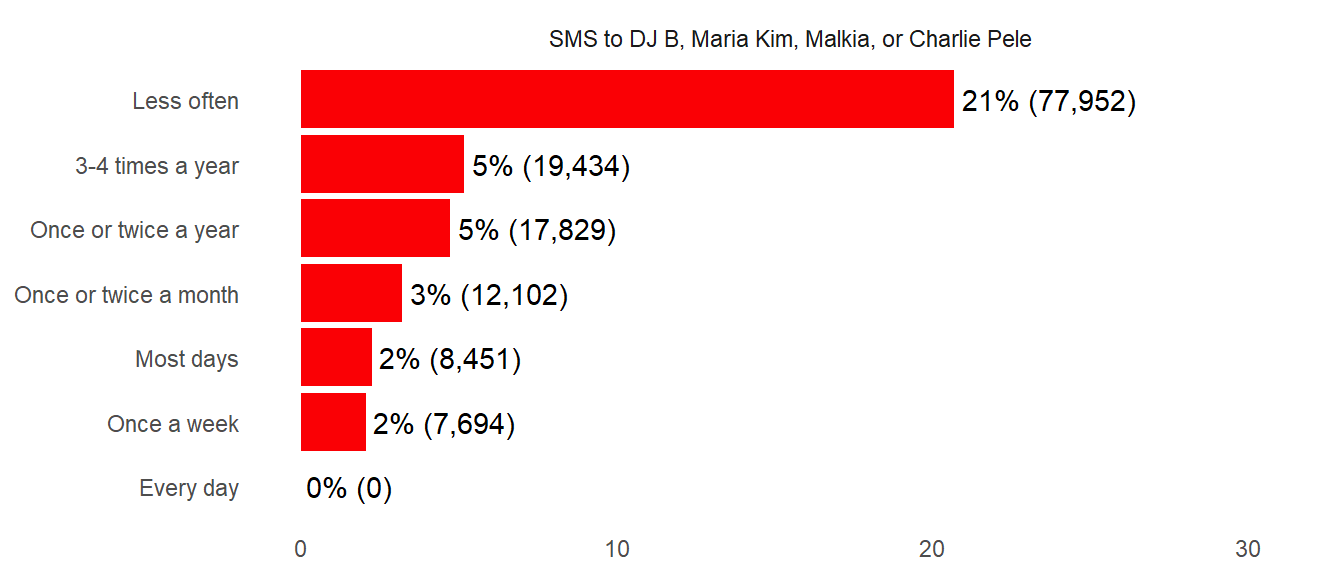 SMS to DJ B, Maria Kim, Malkia, or Charlie Pele
Less often 21% (77,952)
3-4 times a year 5% (19,434)
Once or twice a year 5% (17,829)
Once or twice a month 3% (12,102)
Most days 2% (8,451)
Once a week 2% (7,694)
Every day 0% (0)
0 10 20 30